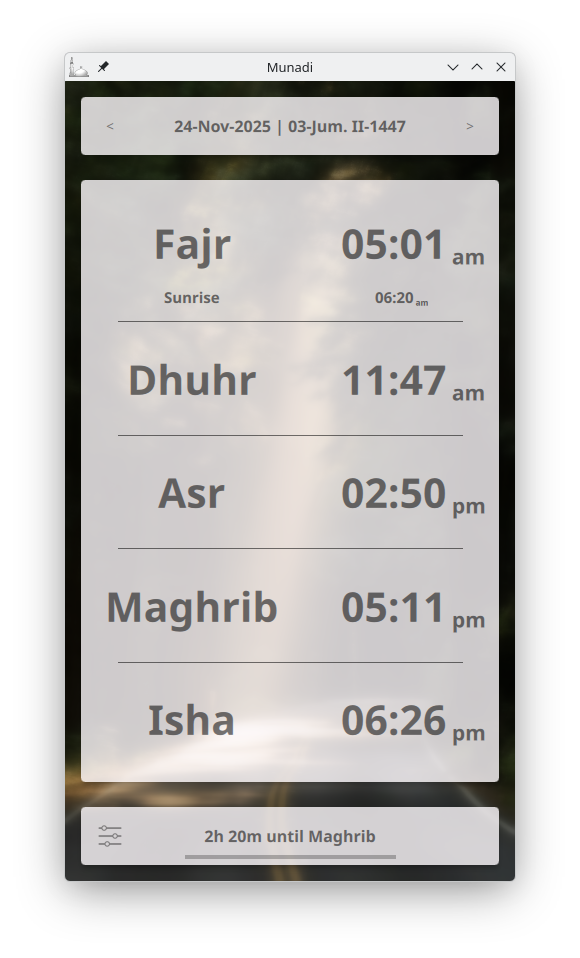 Munadi
< 24-Nov-2025 | 03-Jum. II-1447 >
Fajr 05:01 am
Sunrise 06:20 am
Dhuhr 11:47 am
Asr 02:50 pm
Maghrib 05:11 pm
Isha 06:26 pm
2h 20m until Maghrib